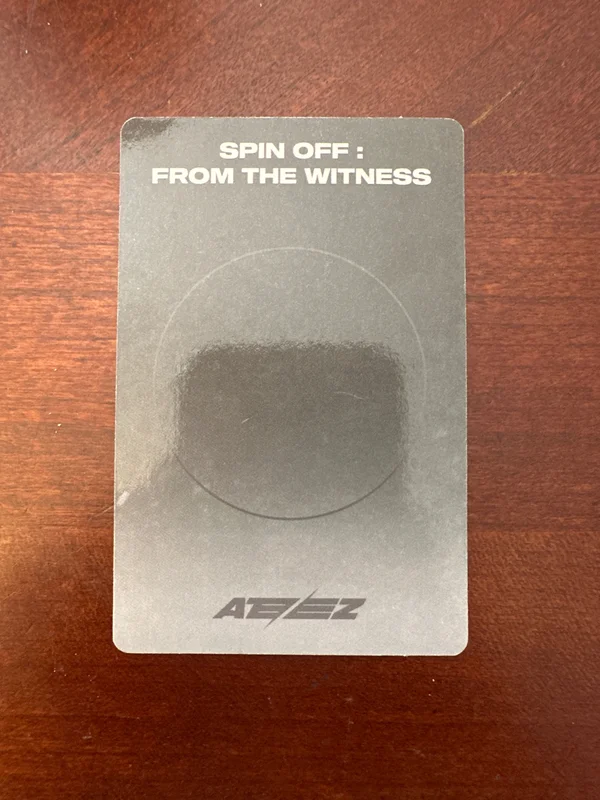 SPIN OFF :
FROM THE WITNESS
ATEEZ